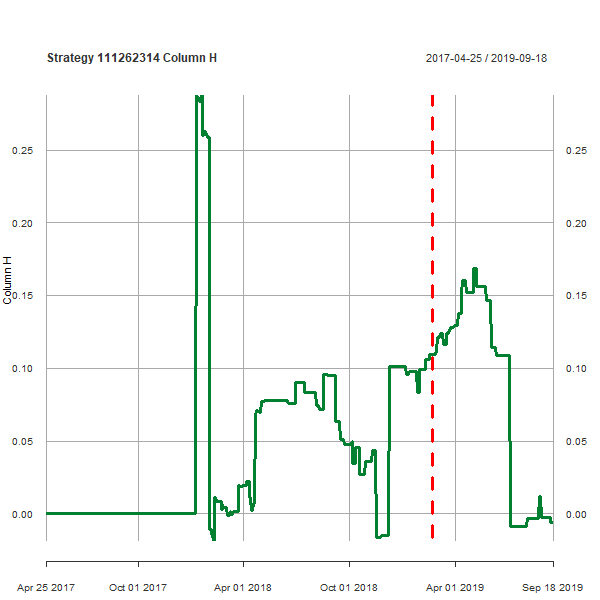 Strategy 111262314 Column H
2017-04-25 / 2019-09-18
Column H
0.25
0.20
0.15
0.10
0.05
0.00
0.25
0.20
0.15
0.10
0.05
0.00
Apr 25 2017
Oct 01 2017
Apr 01 2018
Oct 01 2018
Apr 01 2019
Sep 18 2019